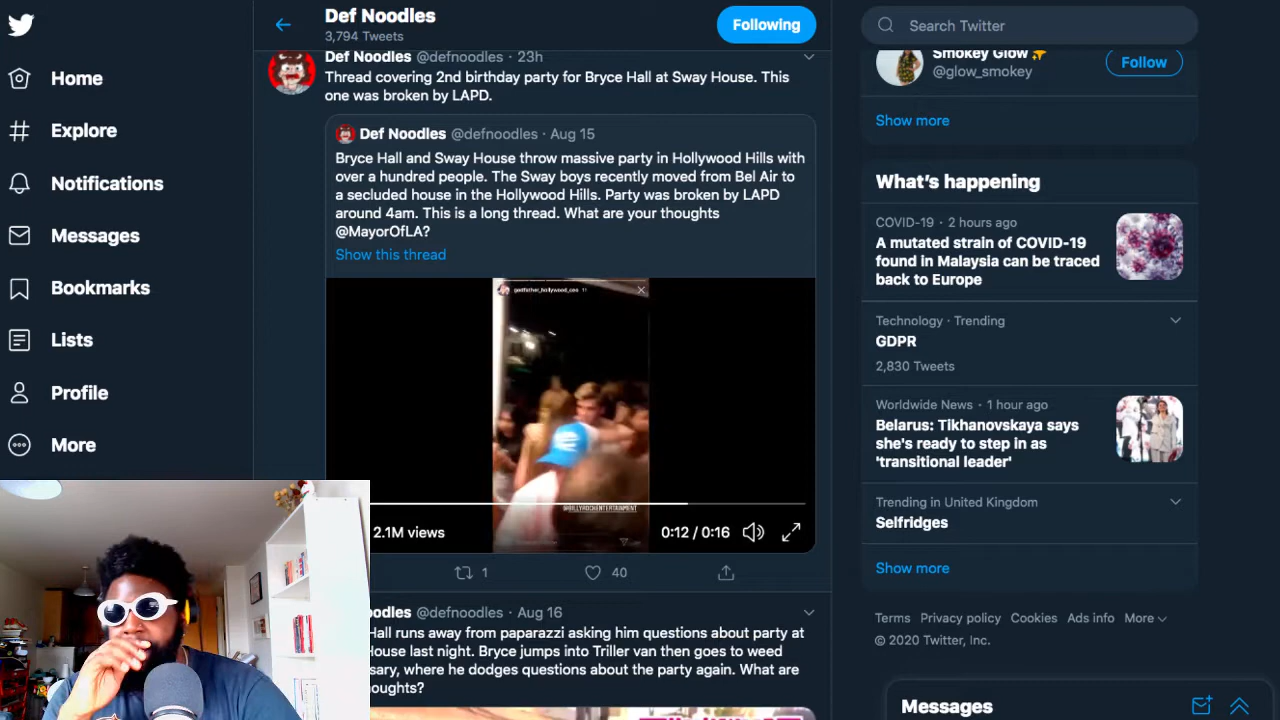 Home
Explore
Notifications
Messages
Bookmarks
Lists
Profile
More
Def Noodles
3,794 Tweets
Following
Def Noodles @defnoodles · 23h
Thread covering 2nd birthday party for Bryce Hall at Sway House. This
one was broken by LAPD.
Def Noodles @defnoodles · Aug 15
Bryce Hall and Sway House throw massive party in Hollywood Hills with
over a hundred people. The Sway boys recently moved from Bel Air to
a secluded house in the Hollywood Hills. Party was broken by LAPD
around 4am. This is a long thread. What are your thoughts
@MayorOfLA?
Show this thread
2.1M views
0:12 / 0:16
1
40
oodles @defnoodles · Aug 16
Hall runs away from paparazzi asking him questions about party at
House last night. Bryce jumps into Triller van then goes to weed
sary, where he dodges questions about the party again. What are
oughts?
Search Twitter
Smokey Glow
@glow_smokey
Follow
Show more
What's happening
COVID-19 · 2 hours ago
A mutated strain of COVID-19
found in Malaysia can be traced
back to Europe
Technology · Trending
GDPR
2,830 Tweets
Worldwide News · 1 hour ago
Belarus: Tikhanovskaya says
she's ready to step in as
'transitional leader'
Trending in United Kingdom
Selfridges
Show more
Terms Privacy policy Cookies Ads info More
© 2020 Twitter, Inc.
Messages